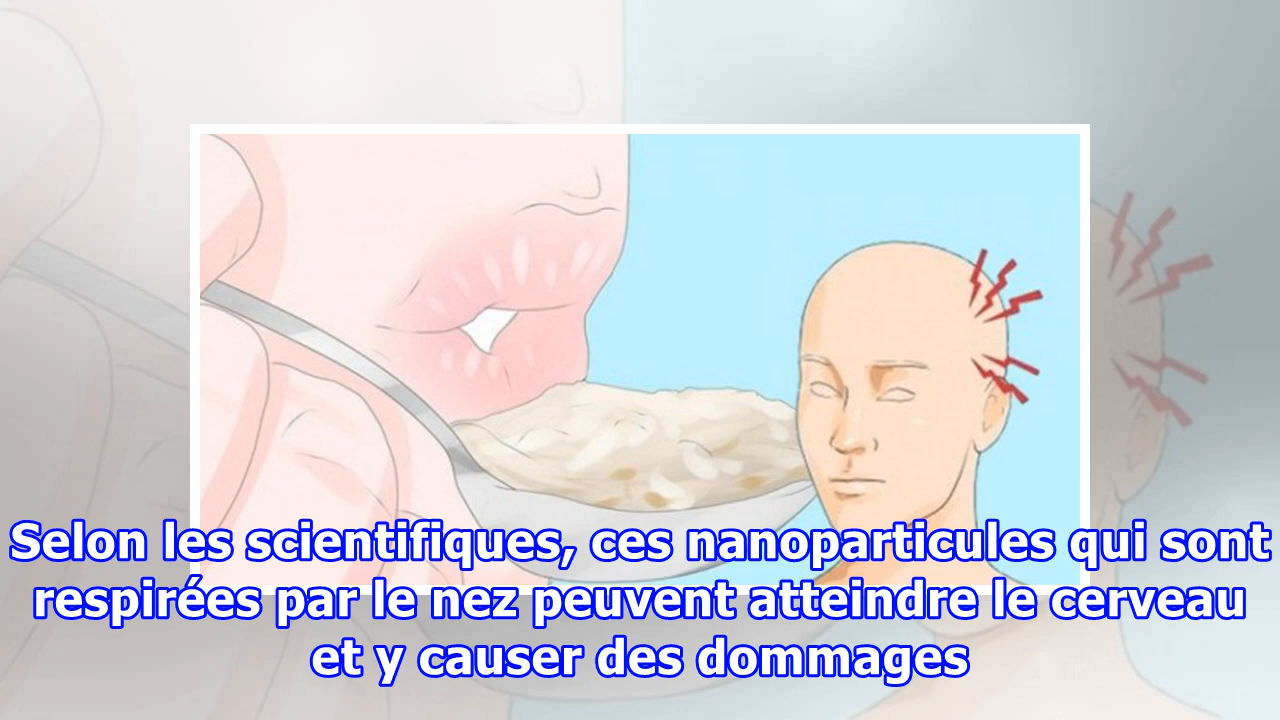 Selon les scientifiques, ces nanoparticules qui sont
respirées par le nez peuvent atteindre le cerveau
et y causer des dommages